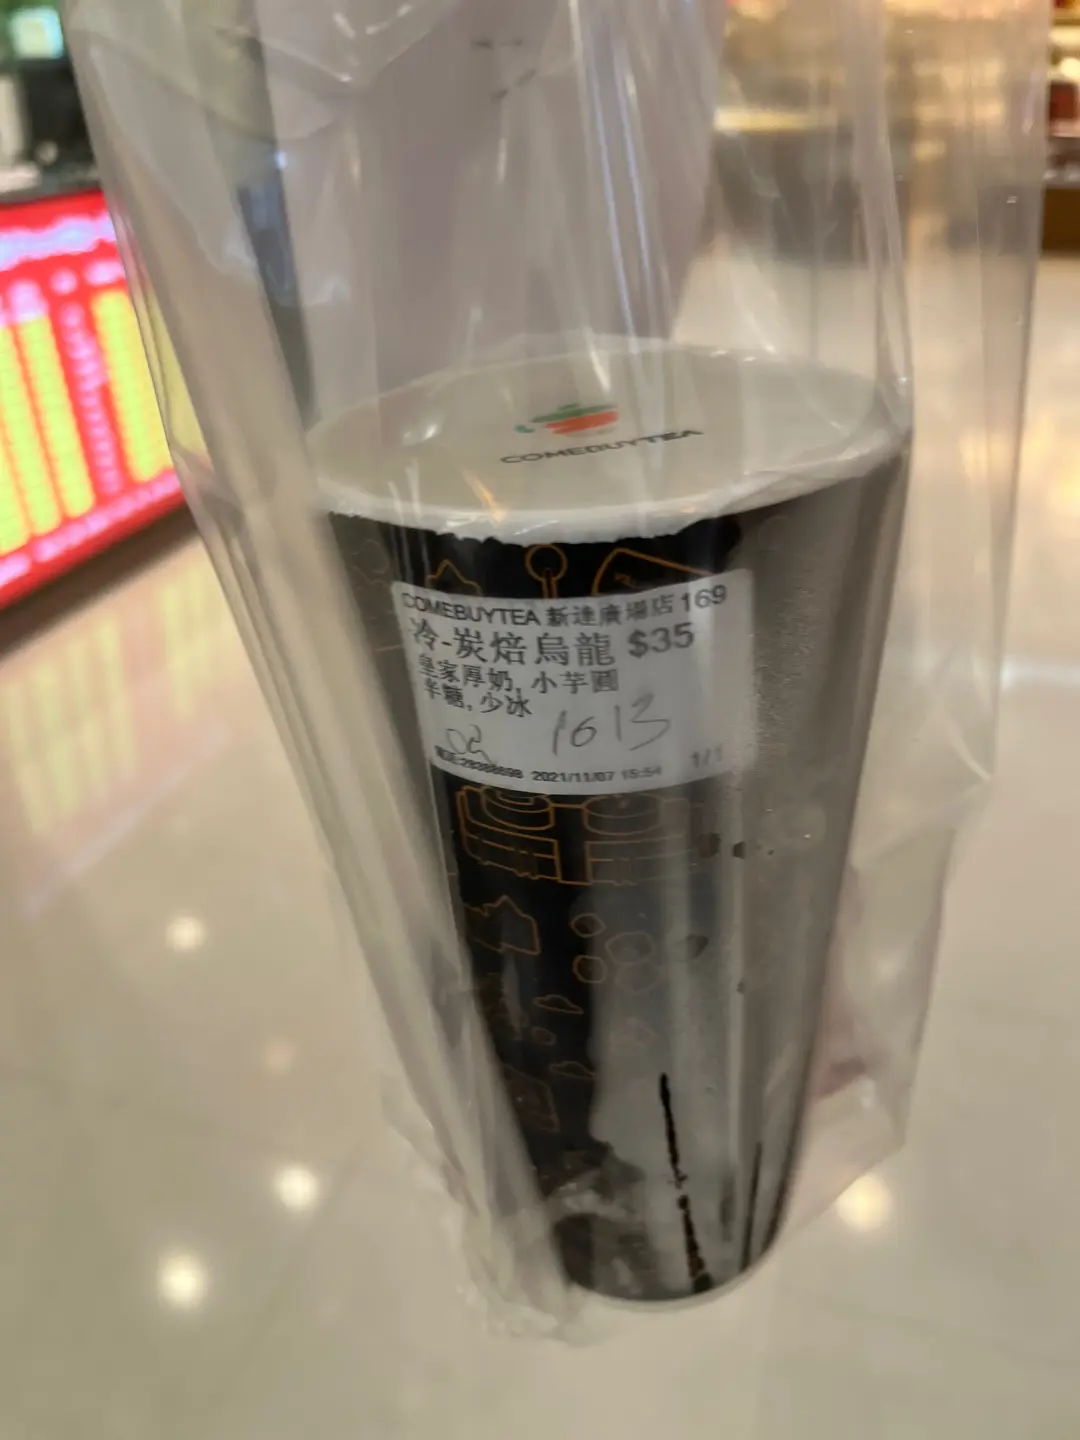 COMEBUYTEA
COMEBUYTEA 新達廣場店 169
冷-炭焙烏龍 $35
皇家厚奶, 小芋圓
半糖, 少冰
1613
2021/11/07 15:54 1/1